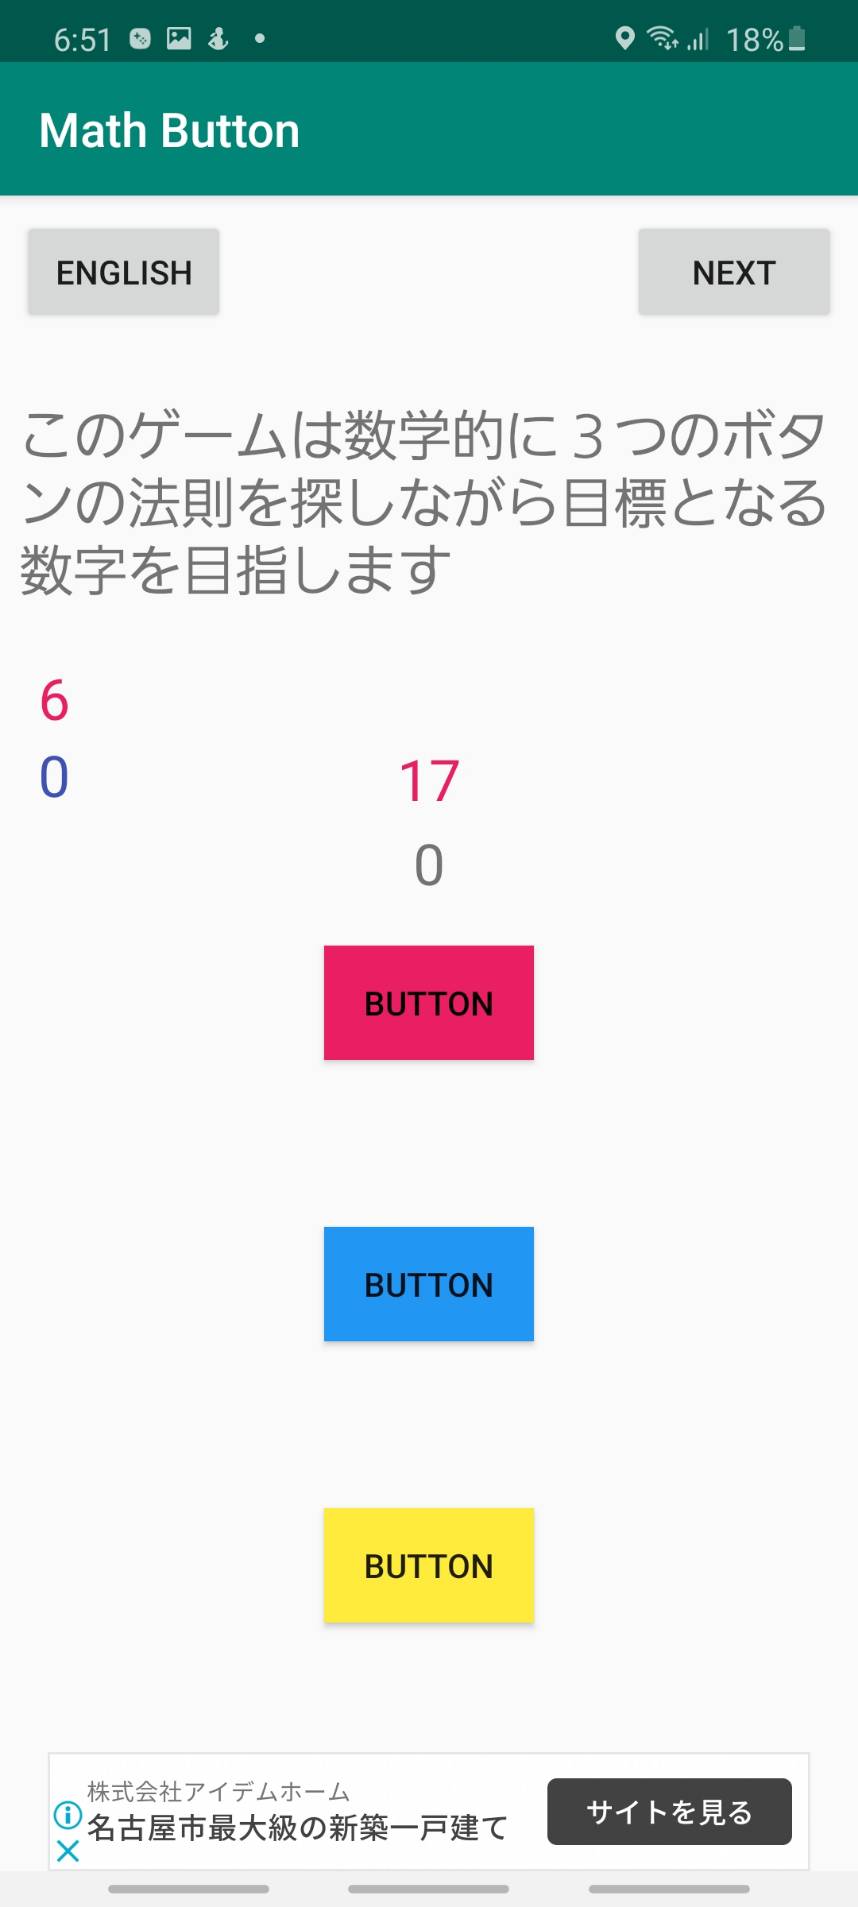 6:51
18%
Math Button
ENGLISH
NEXT
このゲームは数学的に３つのボタ
ンの法則を探しながら目標となる
数字を目指します
6
0
17
0
BUTTON
BUTTON
BUTTON
株式会社アイデムホーム
名古屋市最大級の新築一戸建て
サイトを見る